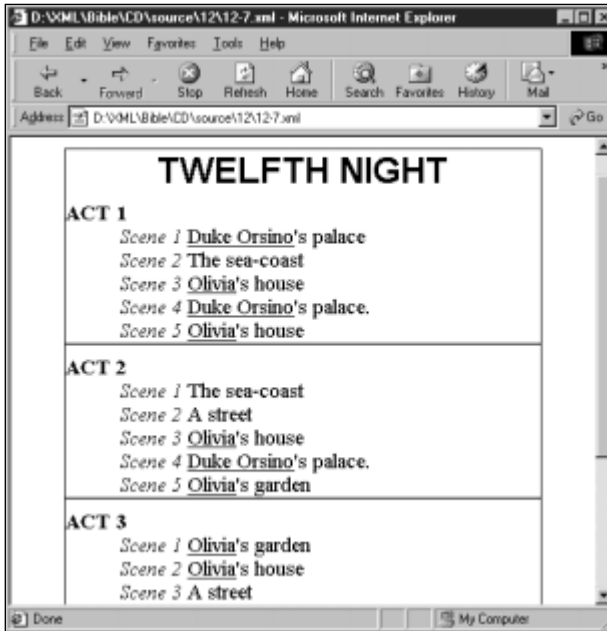 D:\XML\Bible\CD\source\12\12-7.xml - Microsoft Internet Explorer
File Edit View Favorites Tools Help
Back Forward Stop Refresh Home Search Favorites History Mail
Address D:\XML\Bible\CD\source\12\12-7.xml Go
TWELFTH NIGHT
ACT 1
Scene 1 Duke Orsino's palace
Scene 2 The sea-coast
Scene 3 Olivia's house
Scene 4 Duke Orsino's palace.
Scene 5 Olivia's house
ACT 2
Scene 1 The sea-coast
Scene 2 A street
Scene 3 Olivia's house
Scene 4 Duke Orsino's palace.
Scene 5 Olivia's garden
ACT 3
Scene 1 Olivia's garden
Scene 2 Olivia's house
Scene 3 A street
Done My Computer